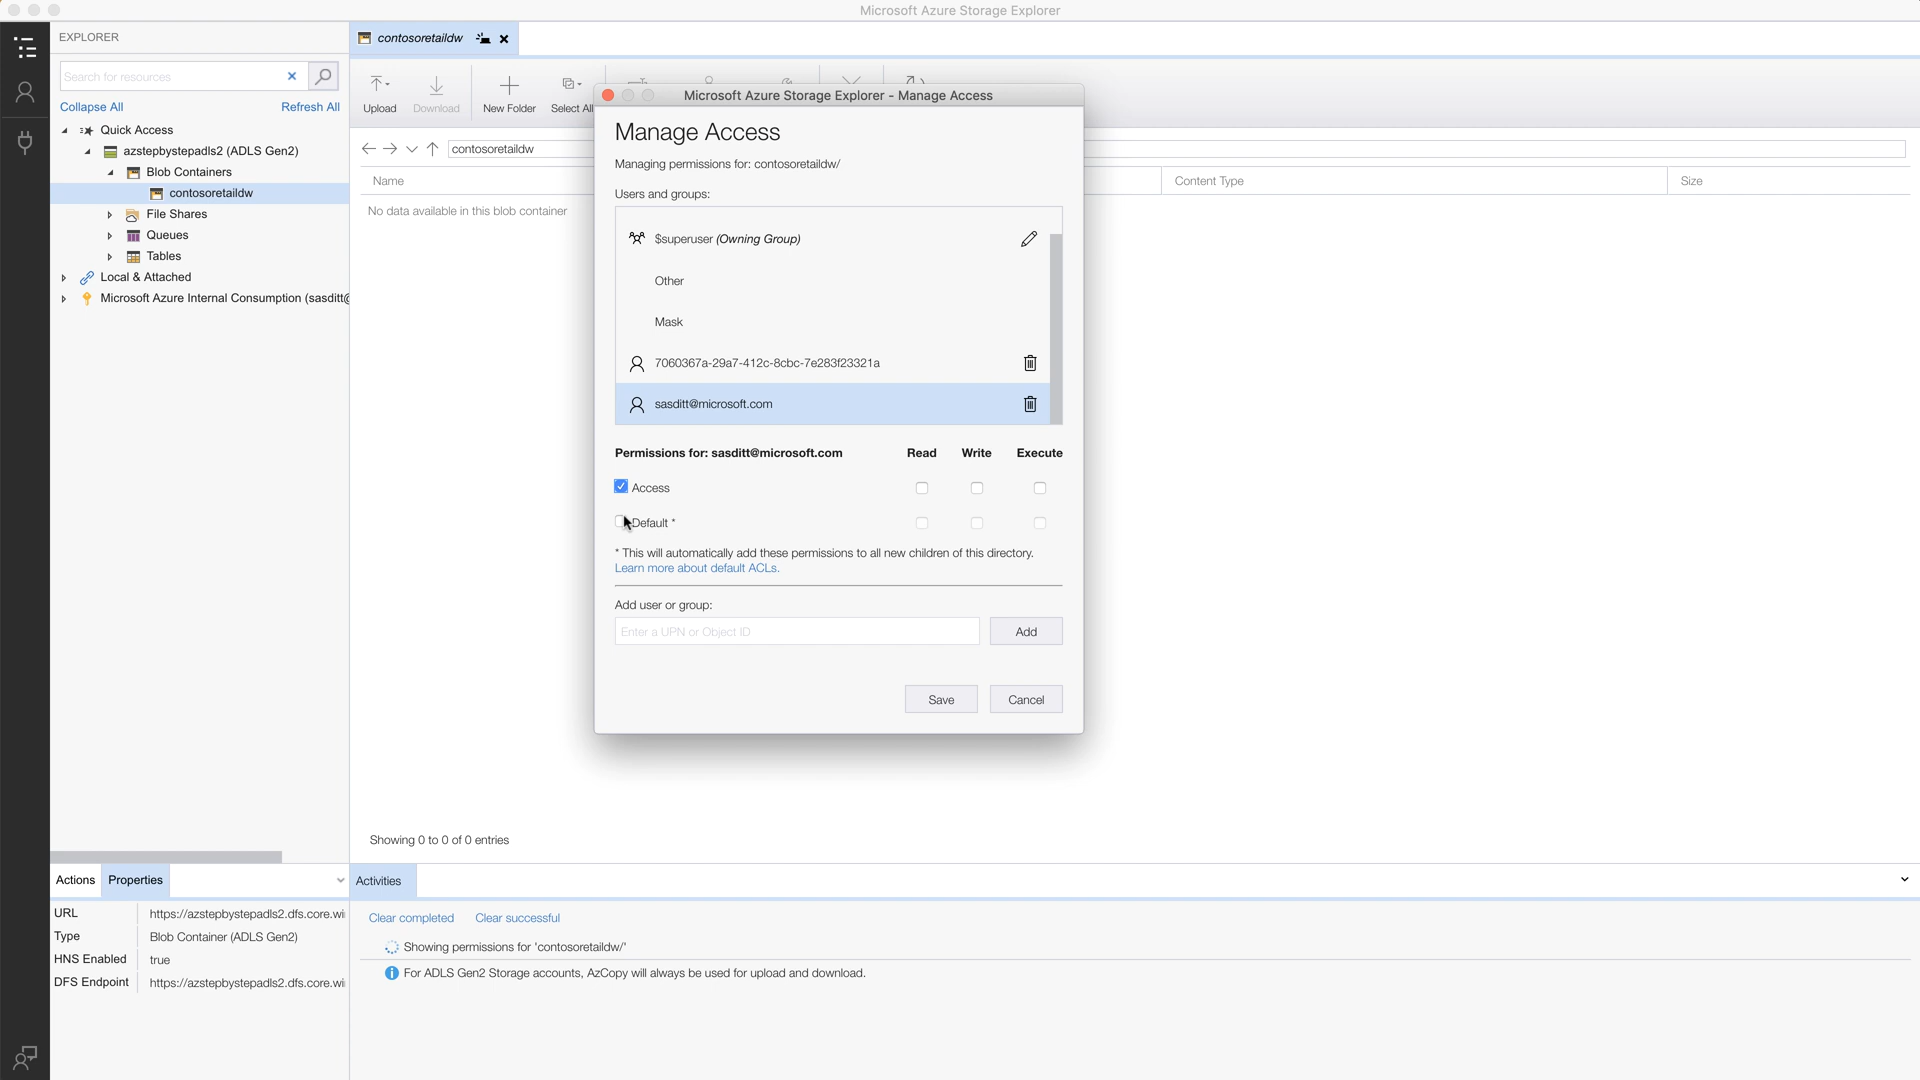 Microsoft Azure Storage Explorer
EXPLORER
Search for resources
Collapse All
Refresh All
Quick Access
azstepbystepadls2 (ADLS Gen2)
Blob Containers
contosoretaildw
File Shares
Queues
Tables
Local & Attached
Microsoft Azure Internal Consumption (sasditt@
contosoretaildw
Upload
Download
New Folder
Select All
contosoretaildw
Name
Content Type
Size
No data available in this blob container
Microsoft Azure Storage Explorer - Manage Access
Manage Access
Managing permissions for: contosoretaildw/
Users and groups:
$superuser (Owning Group)
Other
Mask
7060367a-29a7-412c-8cbc-7e283f23321a
sasditt@microsoft.com
Permissions for: sasditt@microsoft.com Read Write Execute
Access
Default *
* This will automatically add these permissions to all new children of this directory.
Learn more about default ACLs.
Add user or group:
Enter a UPN or Object ID
Add
Save
Cancel
Showing 0 to 0 of 0 entries
Actions
Properties
URL https://azstepbystepadls2.dfs.core.wi
Type Blob Container (ADLS Gen2)
HNS Enabled true
DFS Endpoint https://azstepbystepadls2.dfs.core.wi
Activities
Clear completed
Clear successful
Showing permissions for 'contosoretaildw/'
For ADLS Gen2 Storage accounts, AzCopy will always be used for upload and download.